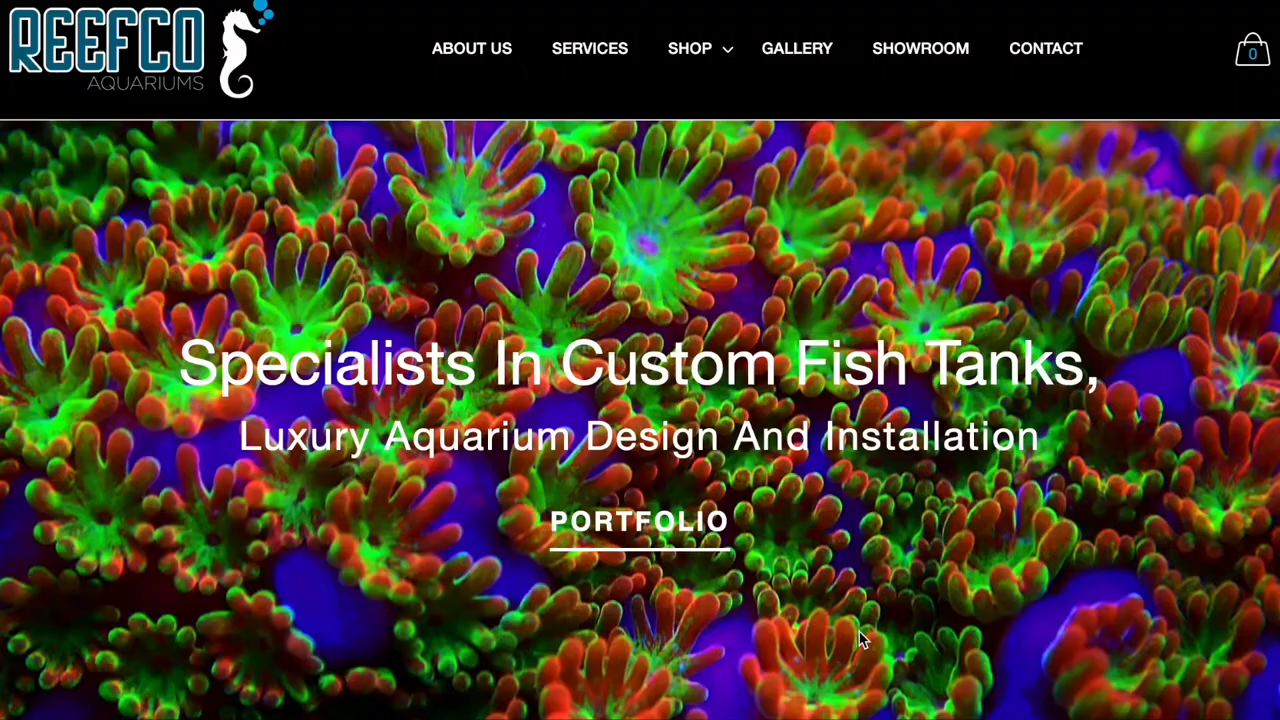 REEFCO
AQUARIUMS
ABOUT US SERVICES SHOP GALLERY SHOWROOM CONTACT
0
Specialists In Custom Fish Tanks,
Luxury Aquarium Design And Installation
PORTFOLIO